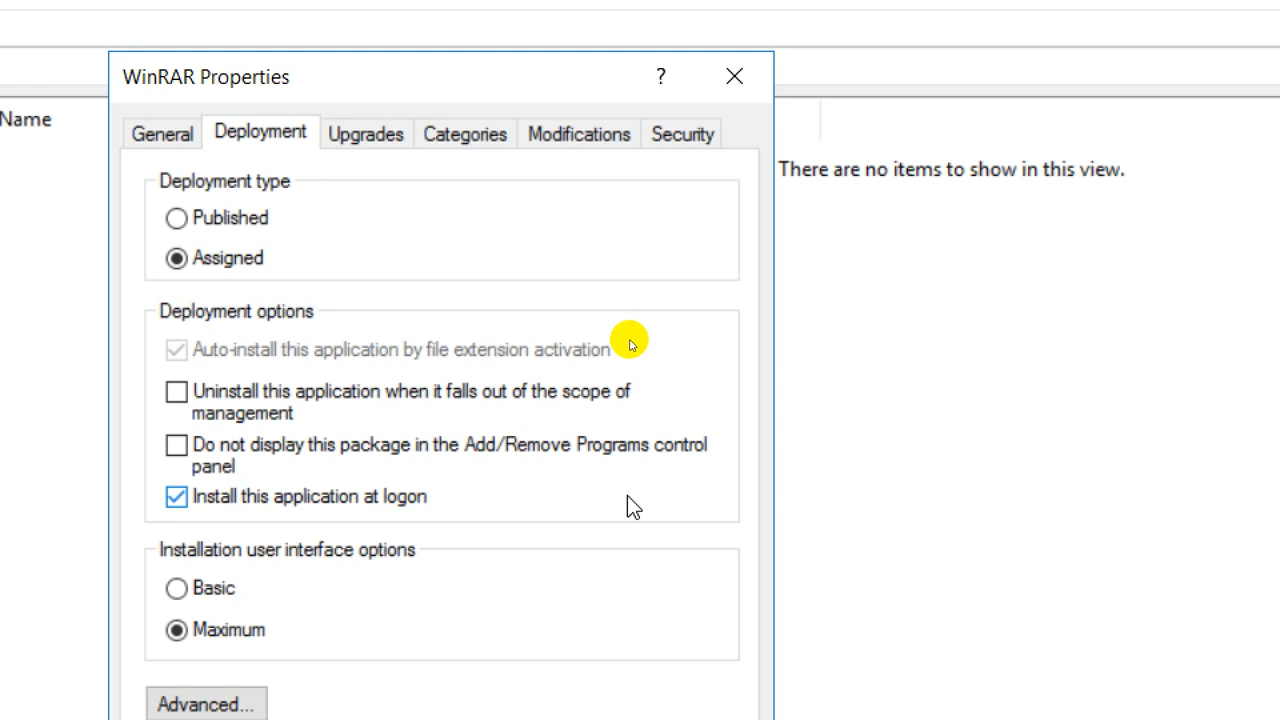 WinRAR Properties
?
Name
General Deployment Upgrades Categories Modifications Security
There are no items to show in this view.
Deployment type
Published
Assigned
Deployment options
Auto-install this application by file extension activation
Uninstall this application when it falls out of the scope of
management
Do not display this package in the Add/Remove Programs control
panel
Install this application at logon
Installation user interface options
Basic
Maximum
Advanced...